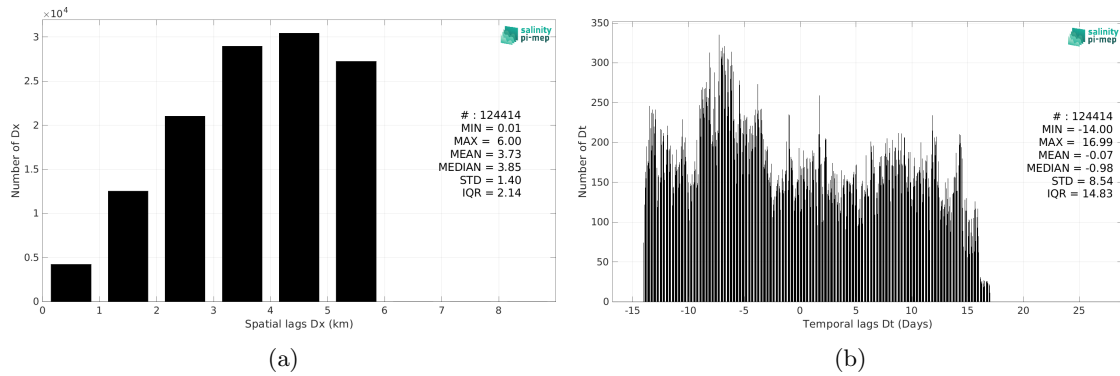 ×10^4
3
2.5
2
1.5
1
0.5
0
0 1 2 3 4 5 6 7 8
Number of Dx
Spatial lags Dx (km)
salinity
pi-mep
# : 124414
MIN = 0.01
MAX = 6.00
MEAN = 3.73
MEDIAN = 3.85
STD = 1.40
IQR = 2.14
(a)
350
300
250
200
150
100
50
0
-15 -10 -5 0 5 10 15 20 25
Number of Dt
Temporal lags Dt (Days)
salinity
pi-mep
# : 124414
MIN = -14.00
MAX = 16.99
MEAN = -0.07
MEDIAN = -0.98
STD = 8.54
IQR = 14.83
(b)